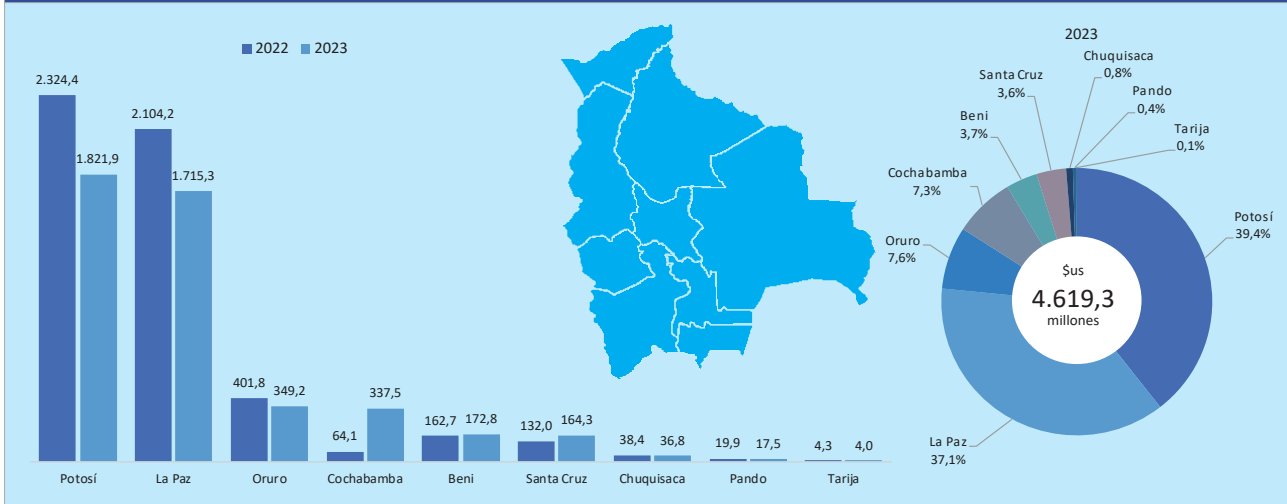 2022 2023
2.324,4
1.821,9
2.104,2
1.715,3
401,8
349,2
64,1
337,5
162,7
172,8
132,0
164,3
38,4
36,8
19,9
17,5
4,3
4,0
Potosí La Paz Oruro Cochabamba Beni Santa Cruz Chuquisaca Pando Tarija
2023
Chuquisaca
0,8%
Santa Cruz
3,6%
Pando
0,4%
Beni
3,7%
Tarija
0,1%
Cochabamba
7,3%
Potosí
39,4%
Oruro
7,6%
$us
4.619,3
millones
La Paz
37,1%